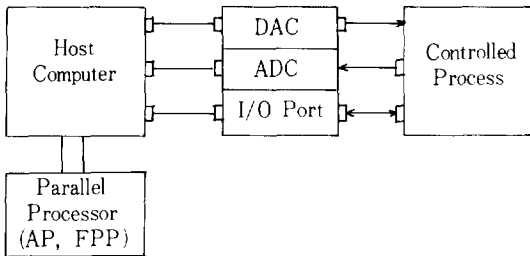 Host
Computer
DAC
ADC
I/O Port
Controlled
Process
Parallel
Processor
(AP, FPP)